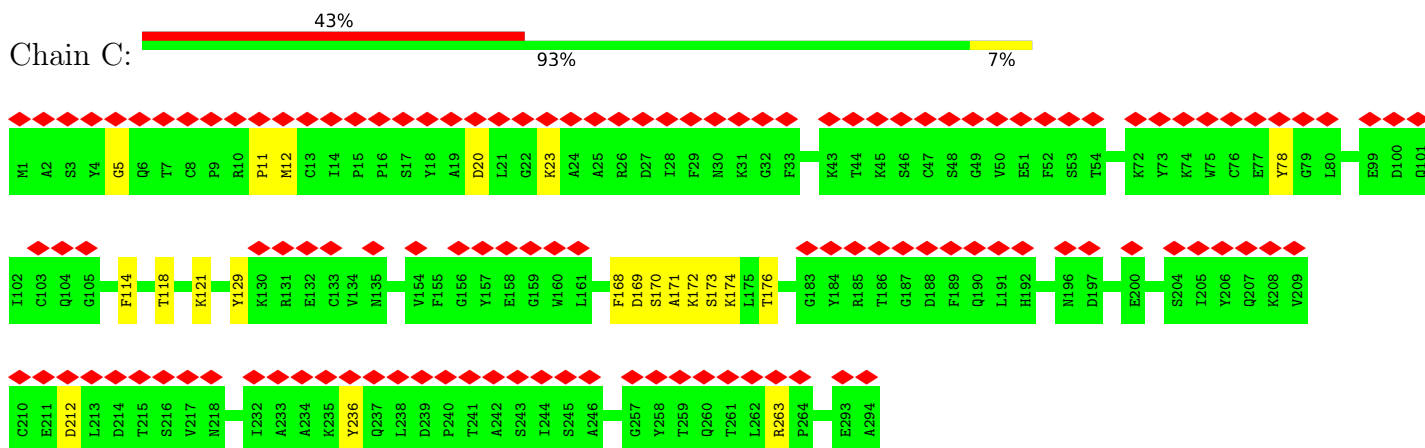 43%
Chain C:
93% 7%
M1 A2 S3 Y4 G5 Q6 T7 C8 P9 R10 P11 M12 C13 I14 P15 P16 S17 Y18 A19 D20 L21 G22 K23 A24 A25 R26 D27 I28 F29 N30 K31 G32 F33 K43 T44 K45 S46 C47 S48 G49 V50 E51 F52 S53 T54 K72 Y73 K74 W75 C76 E77 Y78 G79 L80 E99 D100 D101
I102 C103 Q104 G105 F114 T118 K121 Y129 K130 R131 E132 C133 V134 N135 V154 F155 G156 Y157 E158 G159 W160 L161 F168 D169 S170 A171 K172 S173 K174 L175 T176 G183 Y184 R185 T186 G187 D188 F189 Q190 L191 H192 N196 D197 E200 S204 I205 Y206 Q207 K208 V209
C210 E211 D212 L213 D214 T215 S216 V217 N218 I232 A233 A234 K235 Y236 Q237 L238 D239 P240 T241 A242 S243 I244 S245 A246 G257 Y258 T259 Q260 T261 L262 R263 P264 E293 A294